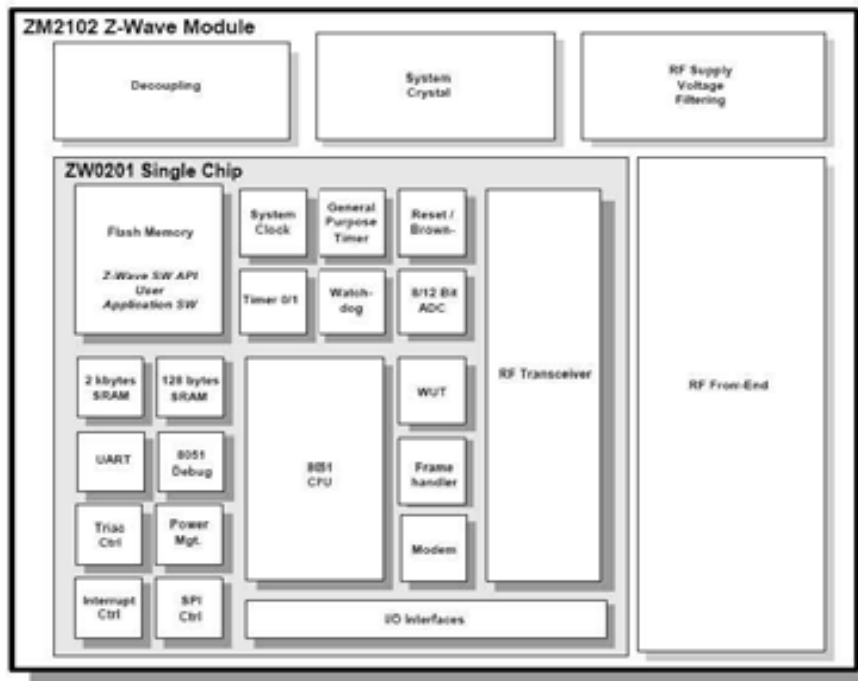 ZM2102 Z-Wave Module
Decoupling
System
Crystal
RF Supply
Voltage
Filtering
ZW0201 Single Chip
Flash Memory
Z-Wave SW API
User
Application SW
System
Clock
General
Purpose
Timer
Reset /
Brown-
Timer 0/1
Watch-
dog
8/12 Bit
ADC
RF Transceiver
RF Front-End
2 kbytes
SRAM
128 bytes
SRAM
8051
CPU
WUT
UART
8051
Debug
Frame
handler
Triac
Ctrl
Power
Mgt.
Modem
Interrupt
Ctrl
SPI
Ctrl
I/O Interfaces